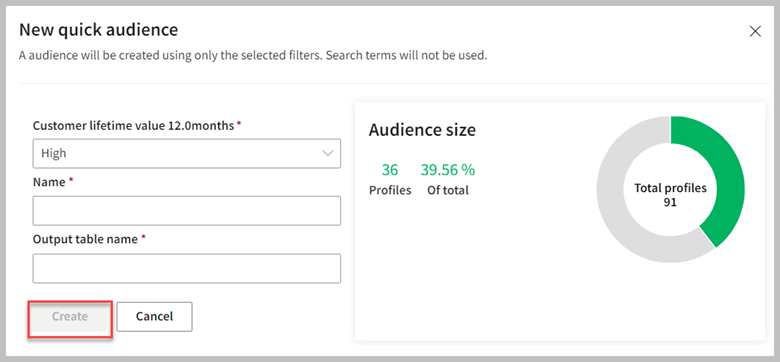 New quick audience
A audience will be created using only the selected filters. Search terms will not be used.
Customer lifetime value 12.0months*
High
Name *
Output table name *
Create
Cancel
Audience size
36 39.56 %
Profiles Of total
Total profiles
91